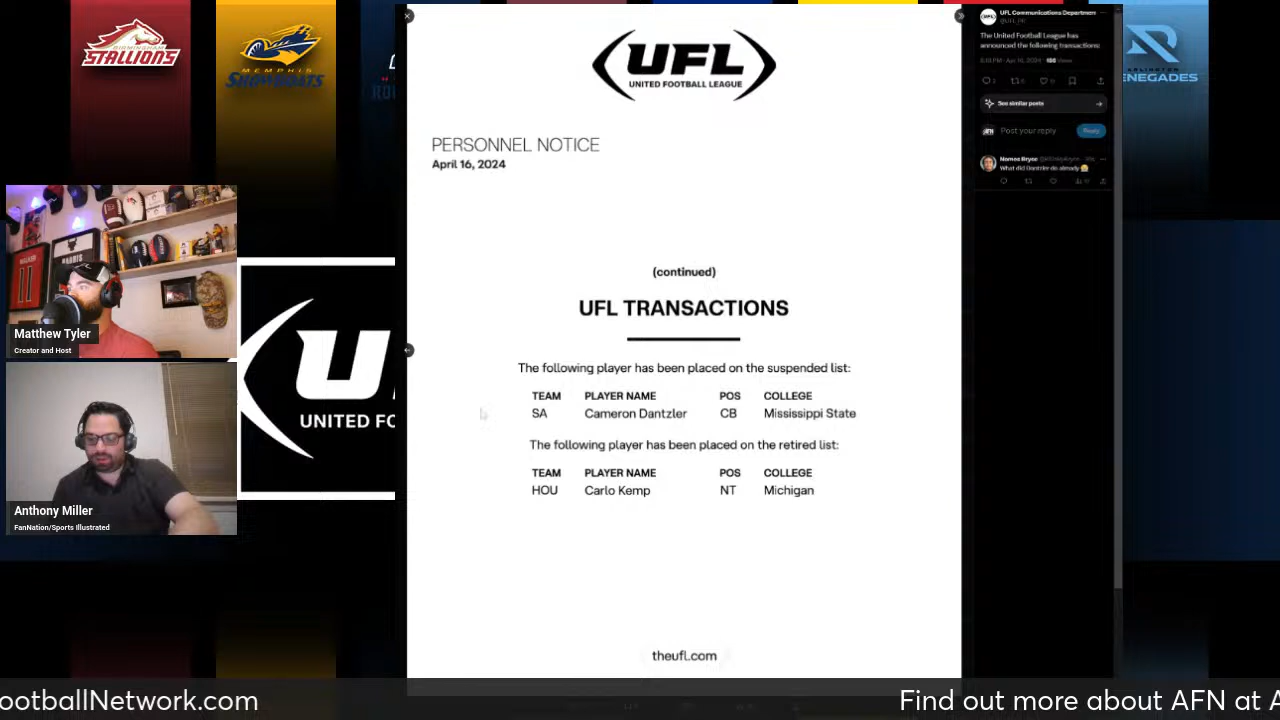 BIRMINGHAM
STALLIONS
MEMPHIS
ENEGADES
UFL
UNITED FOOTBALL LEAGUE
PERSONNEL NOTICE
April 16, 2024
(continued)
UFL TRANSACTIONS
The following player has been placed on the suspended list:
TEAM PLAYER NAME POS COLLEGE
SA Cameron Dantzler CB Mississippi State
The following player has been placed on the retired list:
TEAM PLAYER NAME POS COLLEGE
HOU Carlo Kemp NT Michigan
theufl.com
UFL Communications Departmen
@UFL_PR
The United Football League has
announced the following transactions:
See similar posts
Post your reply
Reply
What did Dantzler do already
Matthew Tyler
Creator and Host
Anthony Miller
FanNation/Sports Illustrated
U
UNITED FO
ootballNetwork.com
Find out more about AFN at A